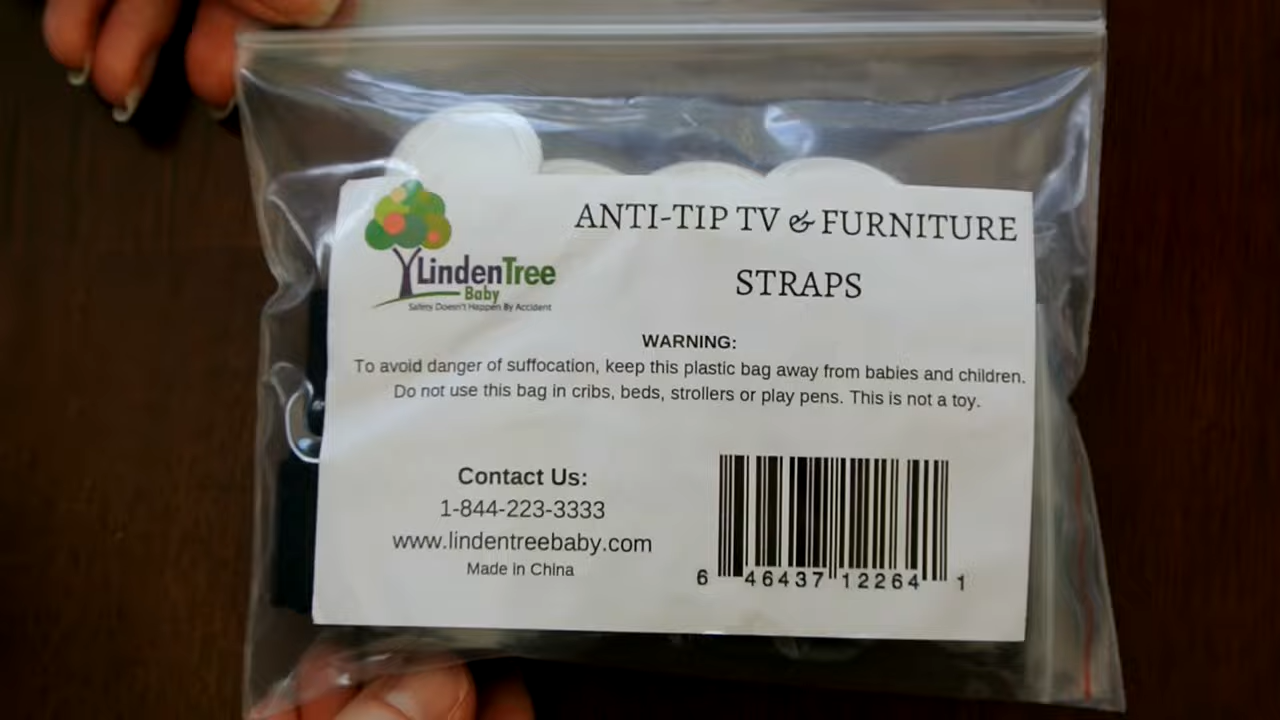 ANTI-TIP TV & FURNITURE
STRAPS
LindenTree
Baby
Safety Doesn't Happen By Accident
WARNING:
To avoid danger of suffocation, keep this plastic bag away from babies and children.
Do not use this bag in cribs, beds, strollers or play pens. This is not a toy.
Contact Us:
1-844-223-3333
www.lindentreebaby.com
Made in China
6 46437 12264 1